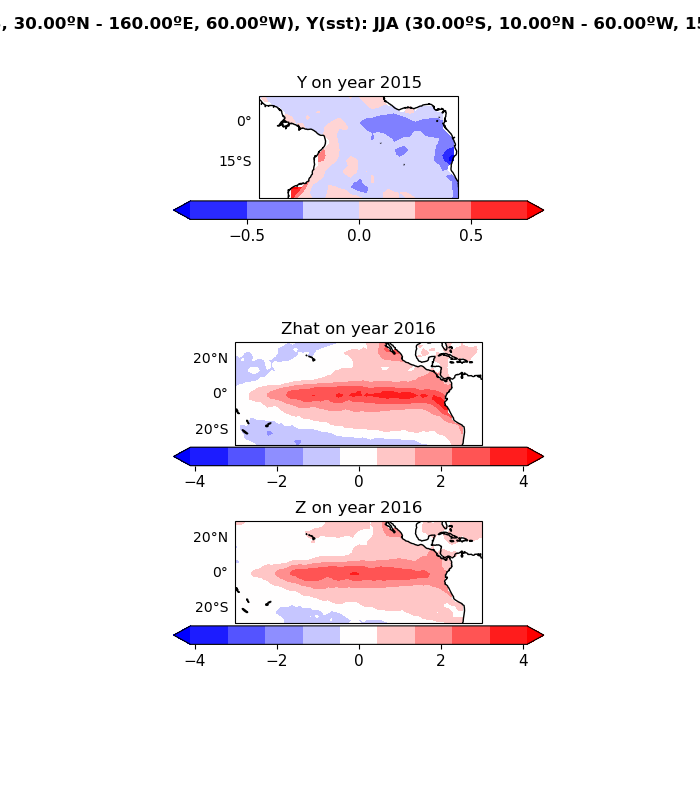 , 30.00ºN - 160.00ºE, 60.00ºW), Y(sst): JJA (30.00ºS, 10.00ºN - 60.00ºW, 15
Y on year 2015
0°
15°S
−0.5 0.0 0.5
Zhat on year 2016
20°N
0°
20°S
−4 −2 0 2 4
Z on year 2016
20°N
0°
20°S
−4 −2 0 2 4